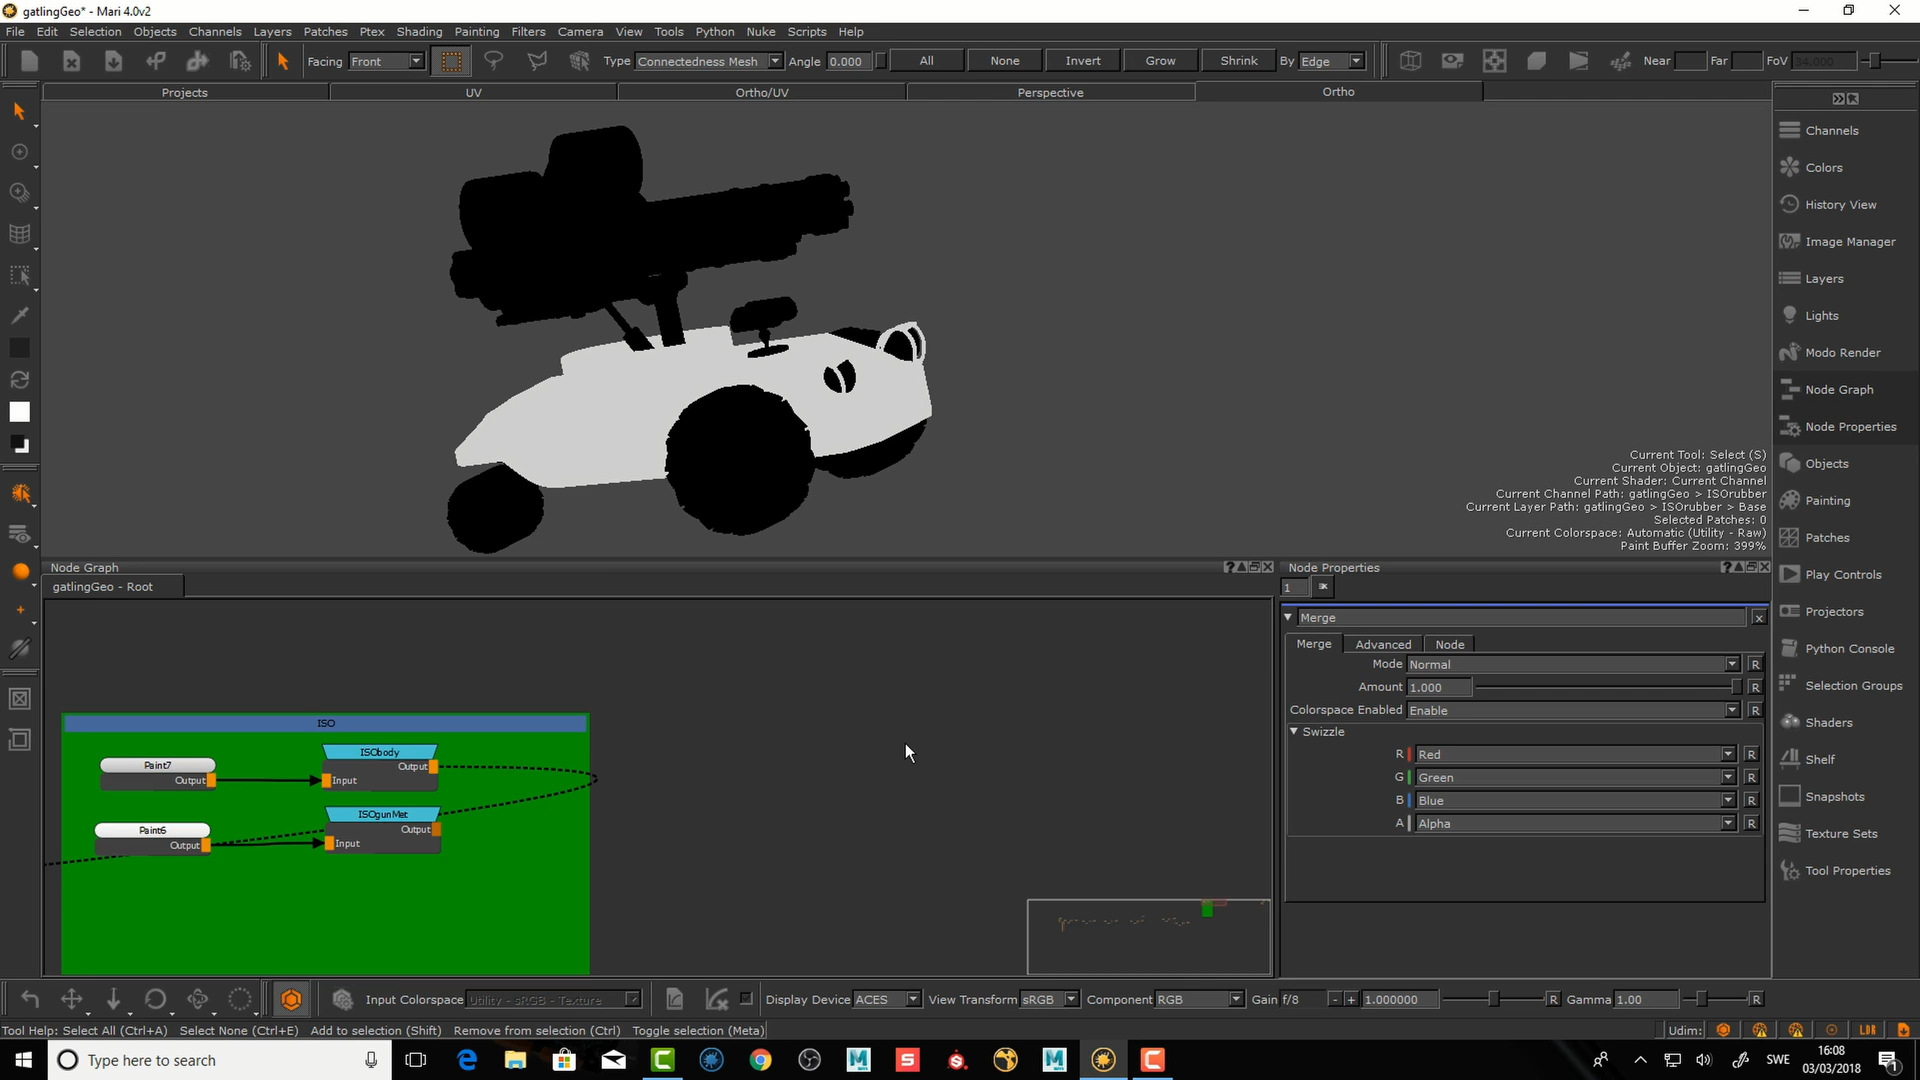 gatlingGeo* - Mari 4.0v2
File Edit Selection Objects Channels Layers Patches Ptex Shading Painting Filters Camera View Tools Python Nuke Scripts Help
Facing Front Type Connectedness Mesh Angle 0.000 All None Invert Grow Shrink By Edge Near Far FoV 34.000
Projects UV Ortho/UV Perspective Ortho
Channels
Colors
History View
Image Manager
Layers
Lights
Modo Render
Node Graph
Node Properties
Objects
Painting
Patches
Play Controls
Projectors
Python Console
Selection Groups
Shaders
Shelf
Snapshots
Texture Sets
Tool Properties
Current Tool: Select (S)
Current Object: gatlingGeo
Current Shader: Current Channel
Current Channel Path: gatlingGeo > ISOrubber
Current Layer Path: gatlingGeo > ISOrubber > Base
Selected Patches: 0
Current Colorspace: Automatic (Utility - Raw)
Paint Buffer Zoom: 399%
Node Graph
gatlingGeo - Root
ISO
Paint7
Output
ISObody
Output
Input
Paint6
Output
ISOgunMet
Output
Input
Node Properties
1
Merge
Merge Advanced Node
Mode Normal R
Amount 1.000 R
Colorspace Enabled Enable R
Swizzle
R Red R
G Green R
B Blue R
A Alpha R
Input Colorspace Utility - sRGB - Texture Display Device ACES View Transform sRGB Component RGB Gain f/8 - + 1.000000 R Gamma 1.00 R
Tool Help: Select All (Ctrl+A) Select None (Ctrl+E) Add to selection (Shift) Remove from selection (Ctrl) Toggle selection (Meta) Udim: LDR
Type here to search
SWE
16:08
03/03/2018
1